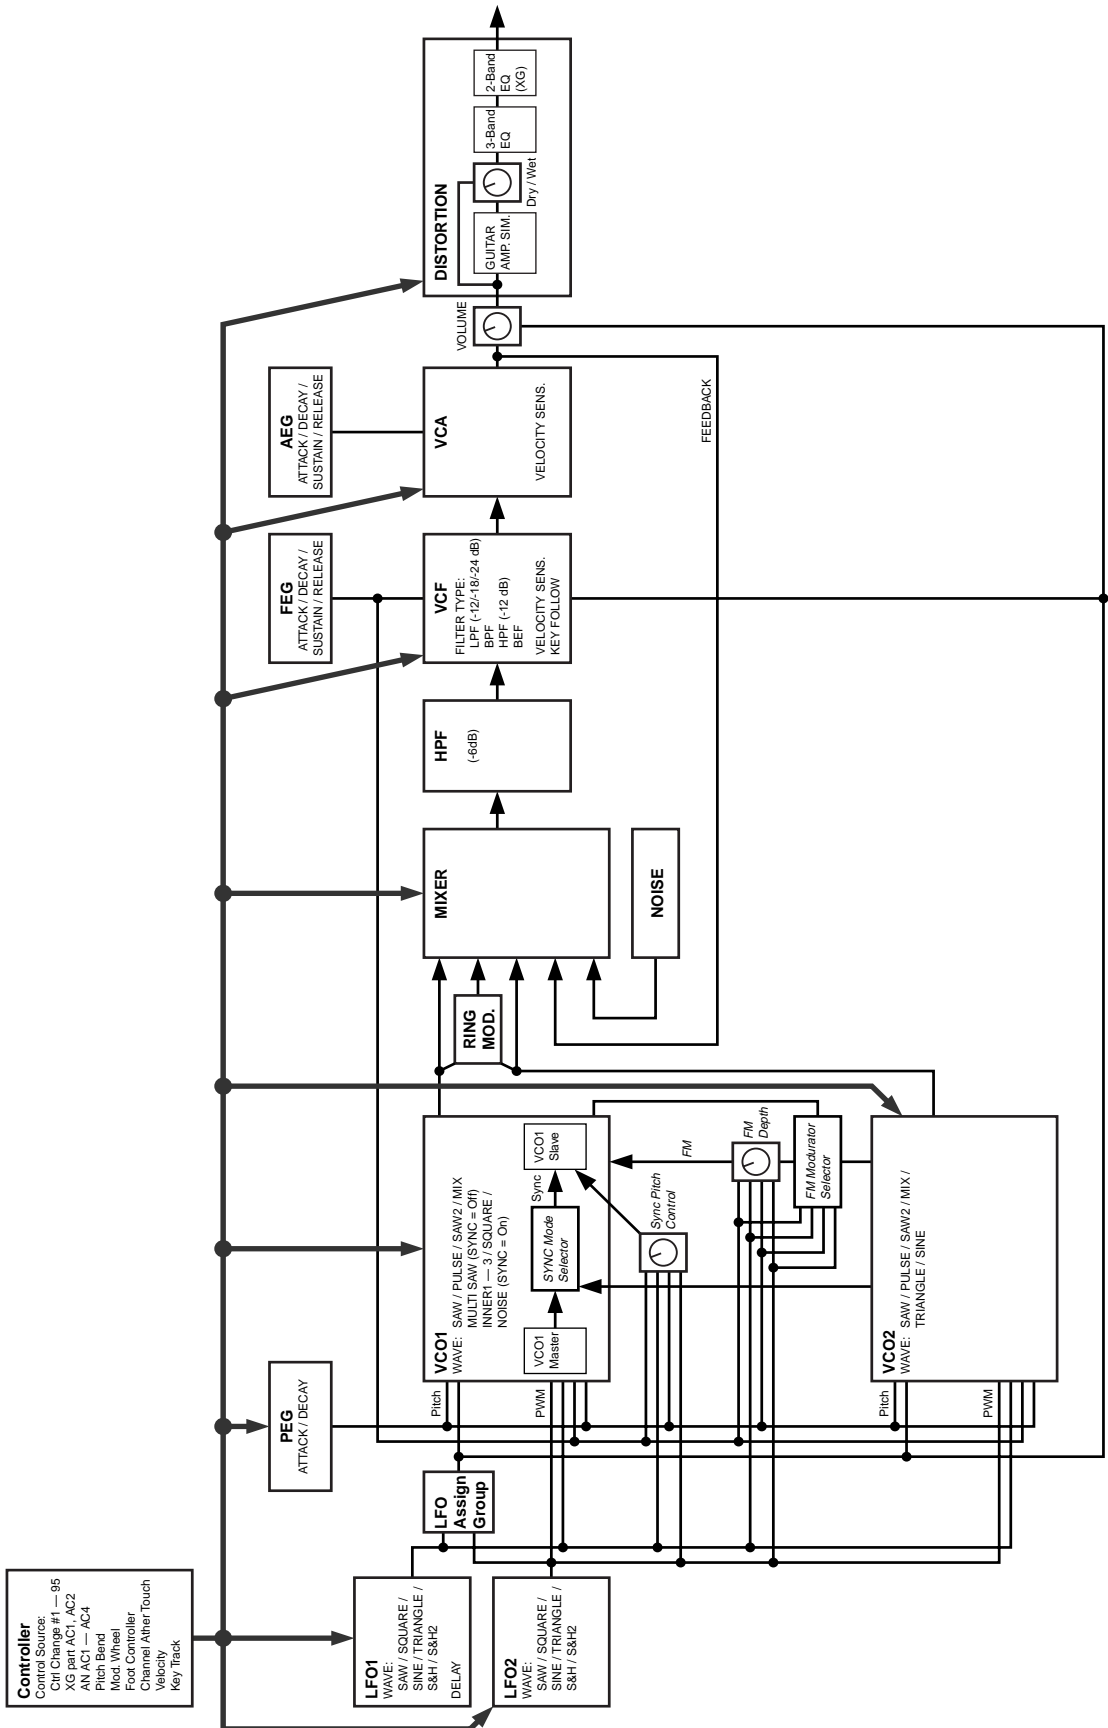 Controller
Control Source:
Ctrl Change #1 — 95
XG part AC1, AC2
AN AC1 — AC4
Pitch Bend
Mod. Wheel
Foot Controller
Channel Ather Touch
Velocity
Key Track
LFO1
WAVE:
SAW / SQUARE /
SINE / TRIANGLE /
S&H / S&H2
DELAY
LFO2
WAVE:
SAW / SQUARE /
SINE / TRIANGLE /
S&H / S&H2
LFO
Assign
Group
PEG
ATTACK / DECAY
Pitch
PWM
VCO1
WAVE: SAW / PULSE / SAW2 / MIX
MULTI SAW (SYNC = Off)
INNER1 — 3 / SQUARE /
NOISE (SYNC = On)
VCO1
Master
SYNC Mode
Selector
Sync
VCO1
Slave
Sync Pitch
Control
FM
FM
Depth
FM Modurator
Selector
Pitch
PWM
VCO2
WAVE: SAW / PULSE / SAW2 / MIX /
TRIANGLE / SINE
RING
MOD.
MIXER
NOISE
HPF
(-6dB)
FEG
ATTACK / DECAY /
SUSTAIN / RELEASE
VCF
FILTER TYPE:
LPF (-12/-18/-24 dB)
BPF
HPF (-12 dB)
BEF
VELOCITY SENS.
KEY FOLLOW
AEG
ATTACK / DECAY /
SUSTAIN / RELEASE
VCA
VELOCITY SENS.
FEEDBACK
VOLUME
DISTORTION
GUITAR
AMP. SIM.
Dry / Wet
3-Band
EQ
2-Band
EQ
(XG)